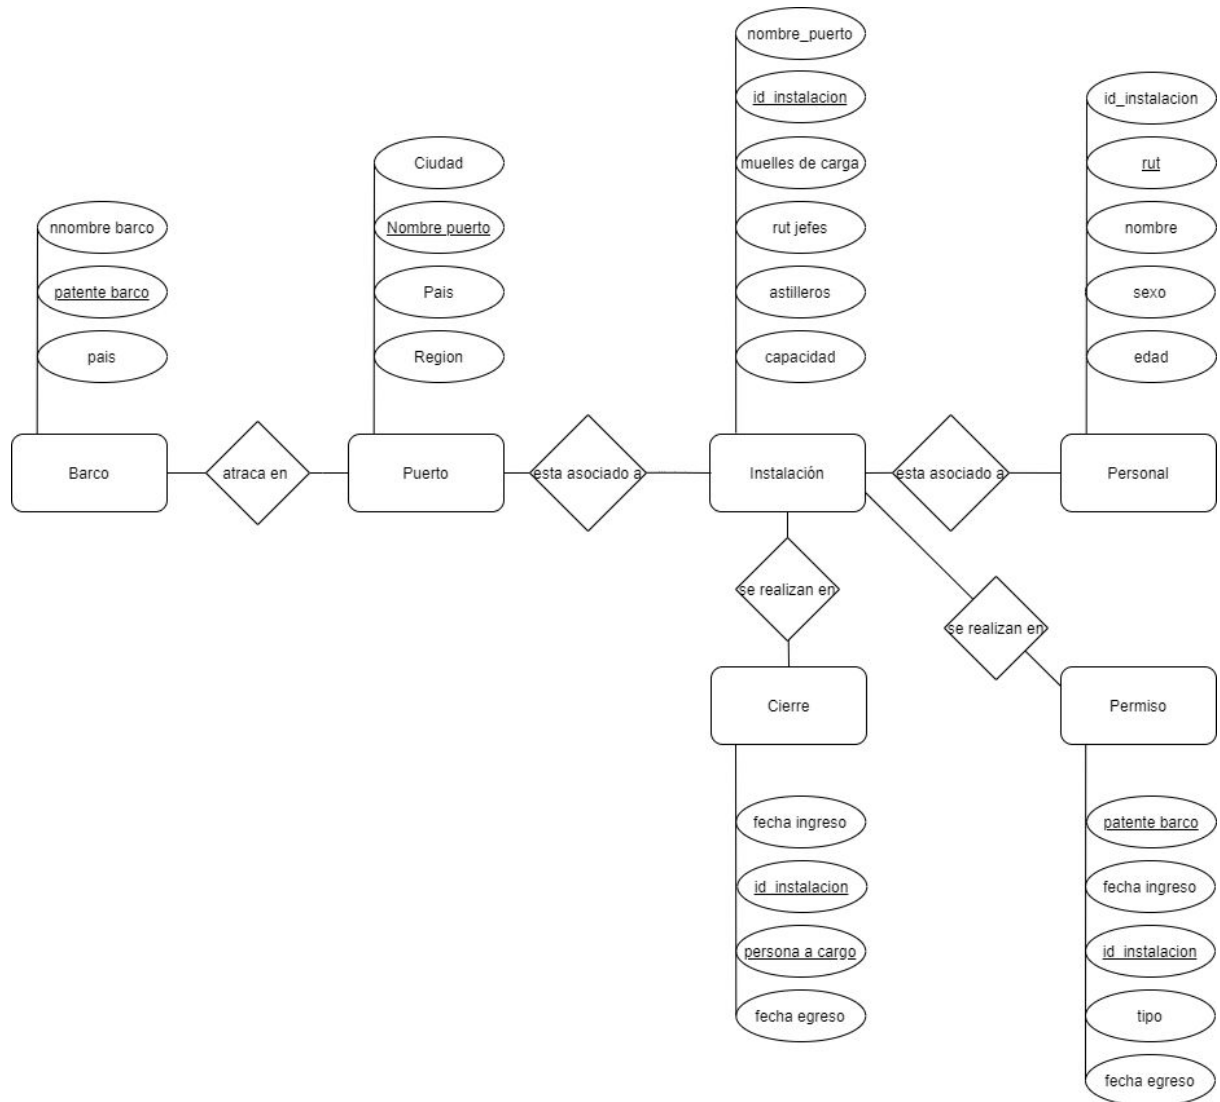 nombre_puerto
id_instalacion
muelles de carga
rut jefes
astilleros
capacidad
id_instalacion
rut
nombre
sexo
edad
Ciudad
Nombre puerto
Pais
Region
nnombre barco
patente barco
pais
Barco
atraca en
Puerto
esta asociado a
Instalación
esta asociado a
Personal
se realizan en
se realizan en
Cierre
Permiso
fecha ingreso
id_instalacion
persona a cargo
fecha egreso
patente barco
fecha ingreso
id_instalacion
tipo
fecha egreso